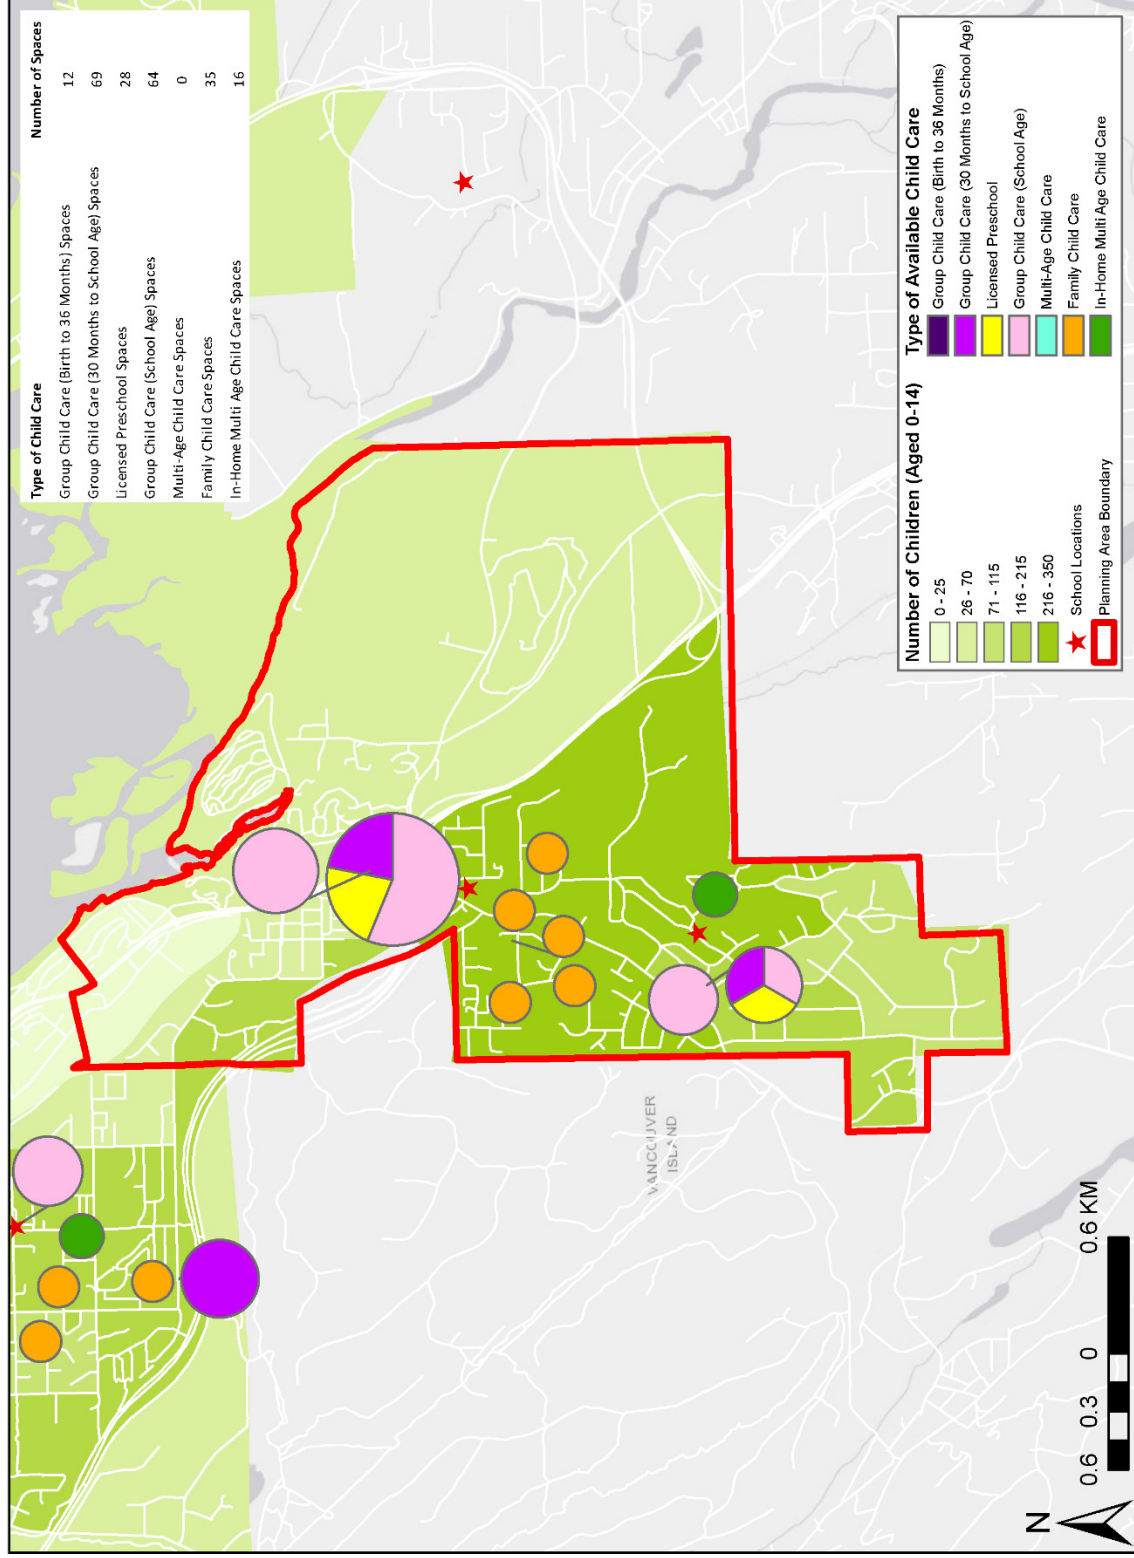 Type of Child Care Number of Spaces
Group Child Care (Birth to 36 Months) Spaces 12
Group Child Care (30 Months to School Age) Spaces 69
Licensed Preschool Spaces 28
Group Child Care (School Age) Spaces 64
Multi-Age Child Care Spaces 0
Family Child Care Spaces 35
In-Home Multi Age Child Care Spaces 16
VANCOUVER
ISLAND
N
0.6 0.3 0 0.6 KM
Number of Children (Aged 0-14)
0 - 25
26 - 70
71 - 115
116 - 215
216 - 350
School Locations
Planning Area Boundary
Type of Available Child Care
Group Child Care (Birth to 36 Months)
Group Child Care (30 Months to School Age)
Licensed Preschool
Group Child Care (School Age)
Multi-Age Child Care
Family Child Care
In-Home Multi Age Child Care